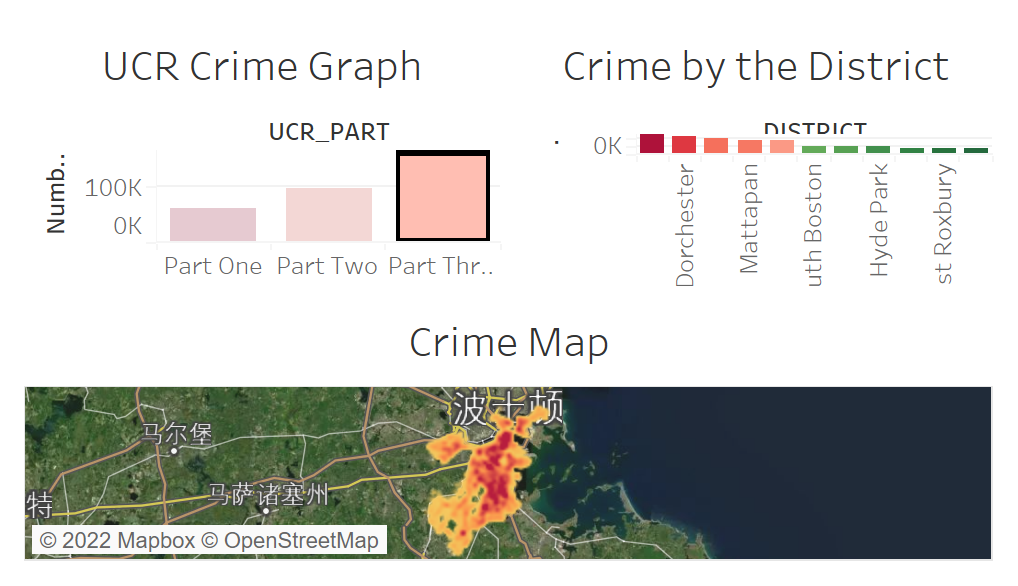 UCR Crime Graph
Crime by the District
UCR_PART
DISTRICT
Numb..
100K
0K
Part One
Part Two
Part Thr..
0K
Dorchester
Mattapan
uth Boston
Hyde Park
st Roxbury
Crime Map
波士顿
马尔堡
马萨诸塞州
特
© 2022 Mapbox © OpenStreetMap